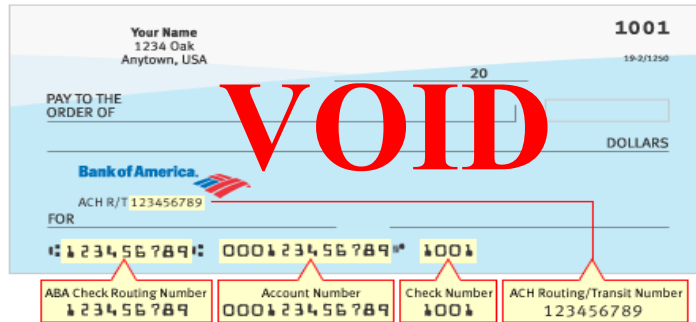 Your Name
1234 Oak
Anytown, USA
1001
19-2/1250
20
PAY TO THE
ORDER OF
VOID
DOLLARS
Bank of America.
ACH R/T 123456789
FOR
⑆123456789⑆ 000123456789⑈ 1001
ABA Check Routing Number
123456789
Account Number
000123456789
Check Number
1001
ACH Routing/Transit Number
123456789